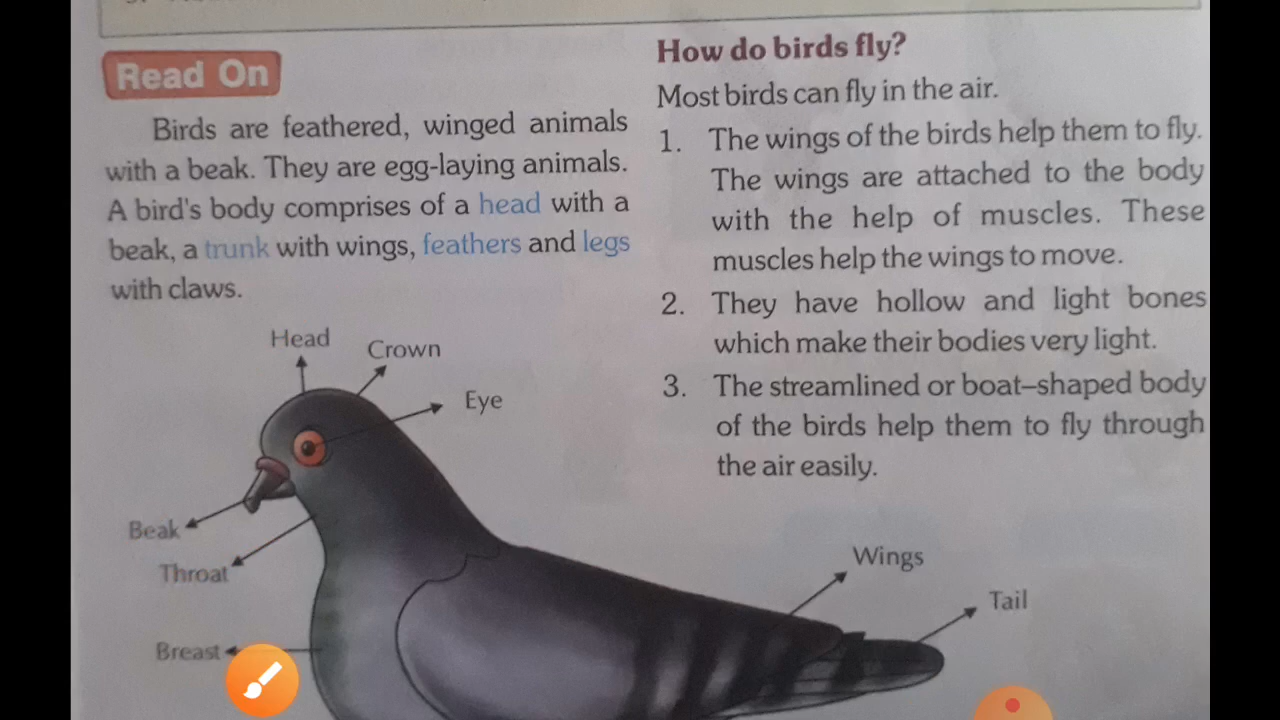 Read On
Birds are feathered, winged animals
with a beak. They are egg-laying animals.
A bird's body comprises of a head with a
beak, a trunk with wings, feathers and legs
with claws.
Head
Crown
Eye
Beak
Throat
Breast
Wings
Tail
How do birds fly?
Most birds can fly in the air.
1. The wings of the birds help them to fly.
The wings are attached to the body
with the help of muscles. These
muscles help the wings to move.
2. They have hollow and light bones
which make their bodies very light.
3. The streamlined or boat–shaped body
of the birds help them to fly through
the air easily.